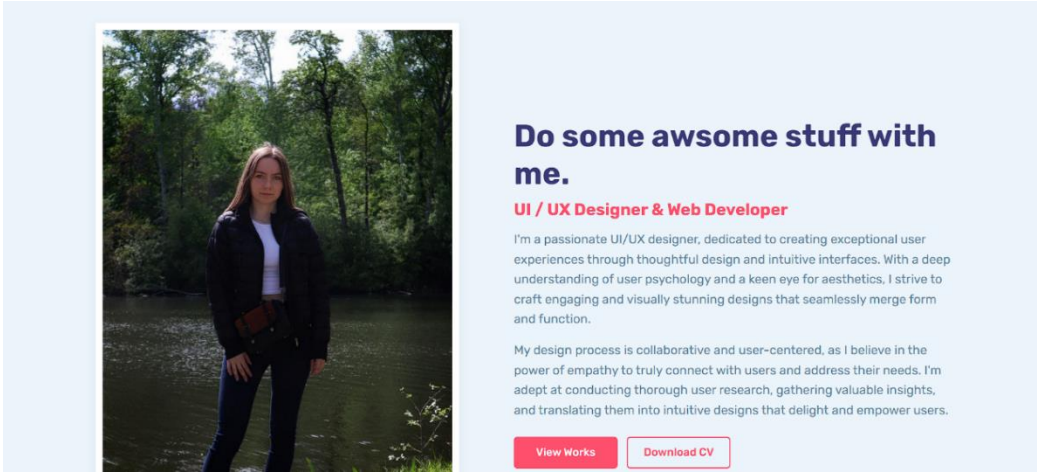 Do some awsome stuff with
me.
UI / UX Designer & Web Developer
I'm a passionate UI/UX designer, dedicated to creating exceptional user
experiences through thoughtful design and intuitive interfaces. With a deep
understanding of user psychology and a keen eye for aesthetics, I strive to
craft engaging and visually stunning designs that seamlessly merge form
and function.
My design process is collaborative and user-centered, as I believe in the
power of empathy to truly connect with users and address their needs. I'm
adept at conducting thorough user research, gathering valuable insights,
and translating them into intuitive designs that delight and empower users.
View Works
Download CV